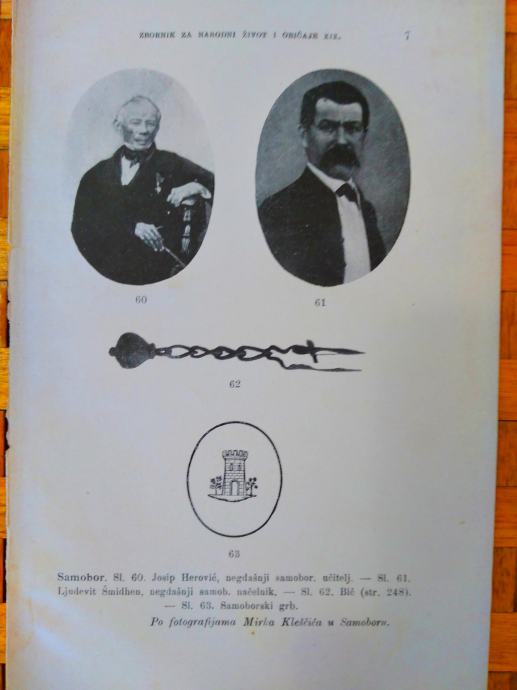 ZBORNIK ZA NARODNI ŽIVOT I OBIČAJE XIX.
7
60
61
62
63
Samobor. Sl. 60. Josip Herović, negdašnji samobor. učitelj. — Sl. 61.
Ljudevit Šmidhen, negdašnji samob. načelnik. — Sl. 62. Bič (str. 248).
— Sl. 63. Samoborski grb.
Po fotografijama Mirka Kleščića u Samoboru.